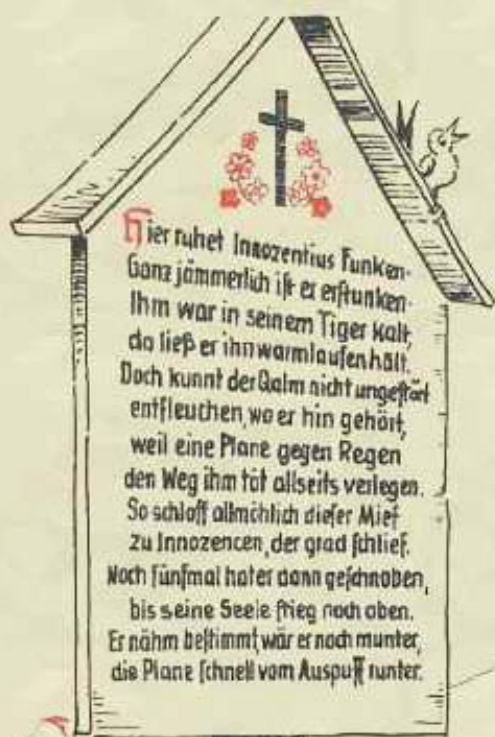 Hier ruhet Innozentius Funken.
Ganz jämmerlich iſt er erſtunken.
Ihm war in seinem Tiger kalt,
da ließ er ihn warmlaufen halt.
Doch kunnt der Qalm nicht ungeſtört
entfleuchen, wo er hin gehört,
weil eine Plane gegen Regen
den Weg ihm tät allseits verlegen.
So schloff allmählich dieſer Mief
zu Innozencen, der grad ſchlief.
Noch fünfmal hat er dann geſchnoben,
bis seine Seele ſtieg nach oben.
Er nähm beſtimmt, wär er noch munter,
die Plane ſchnell vom Auspuff runter.